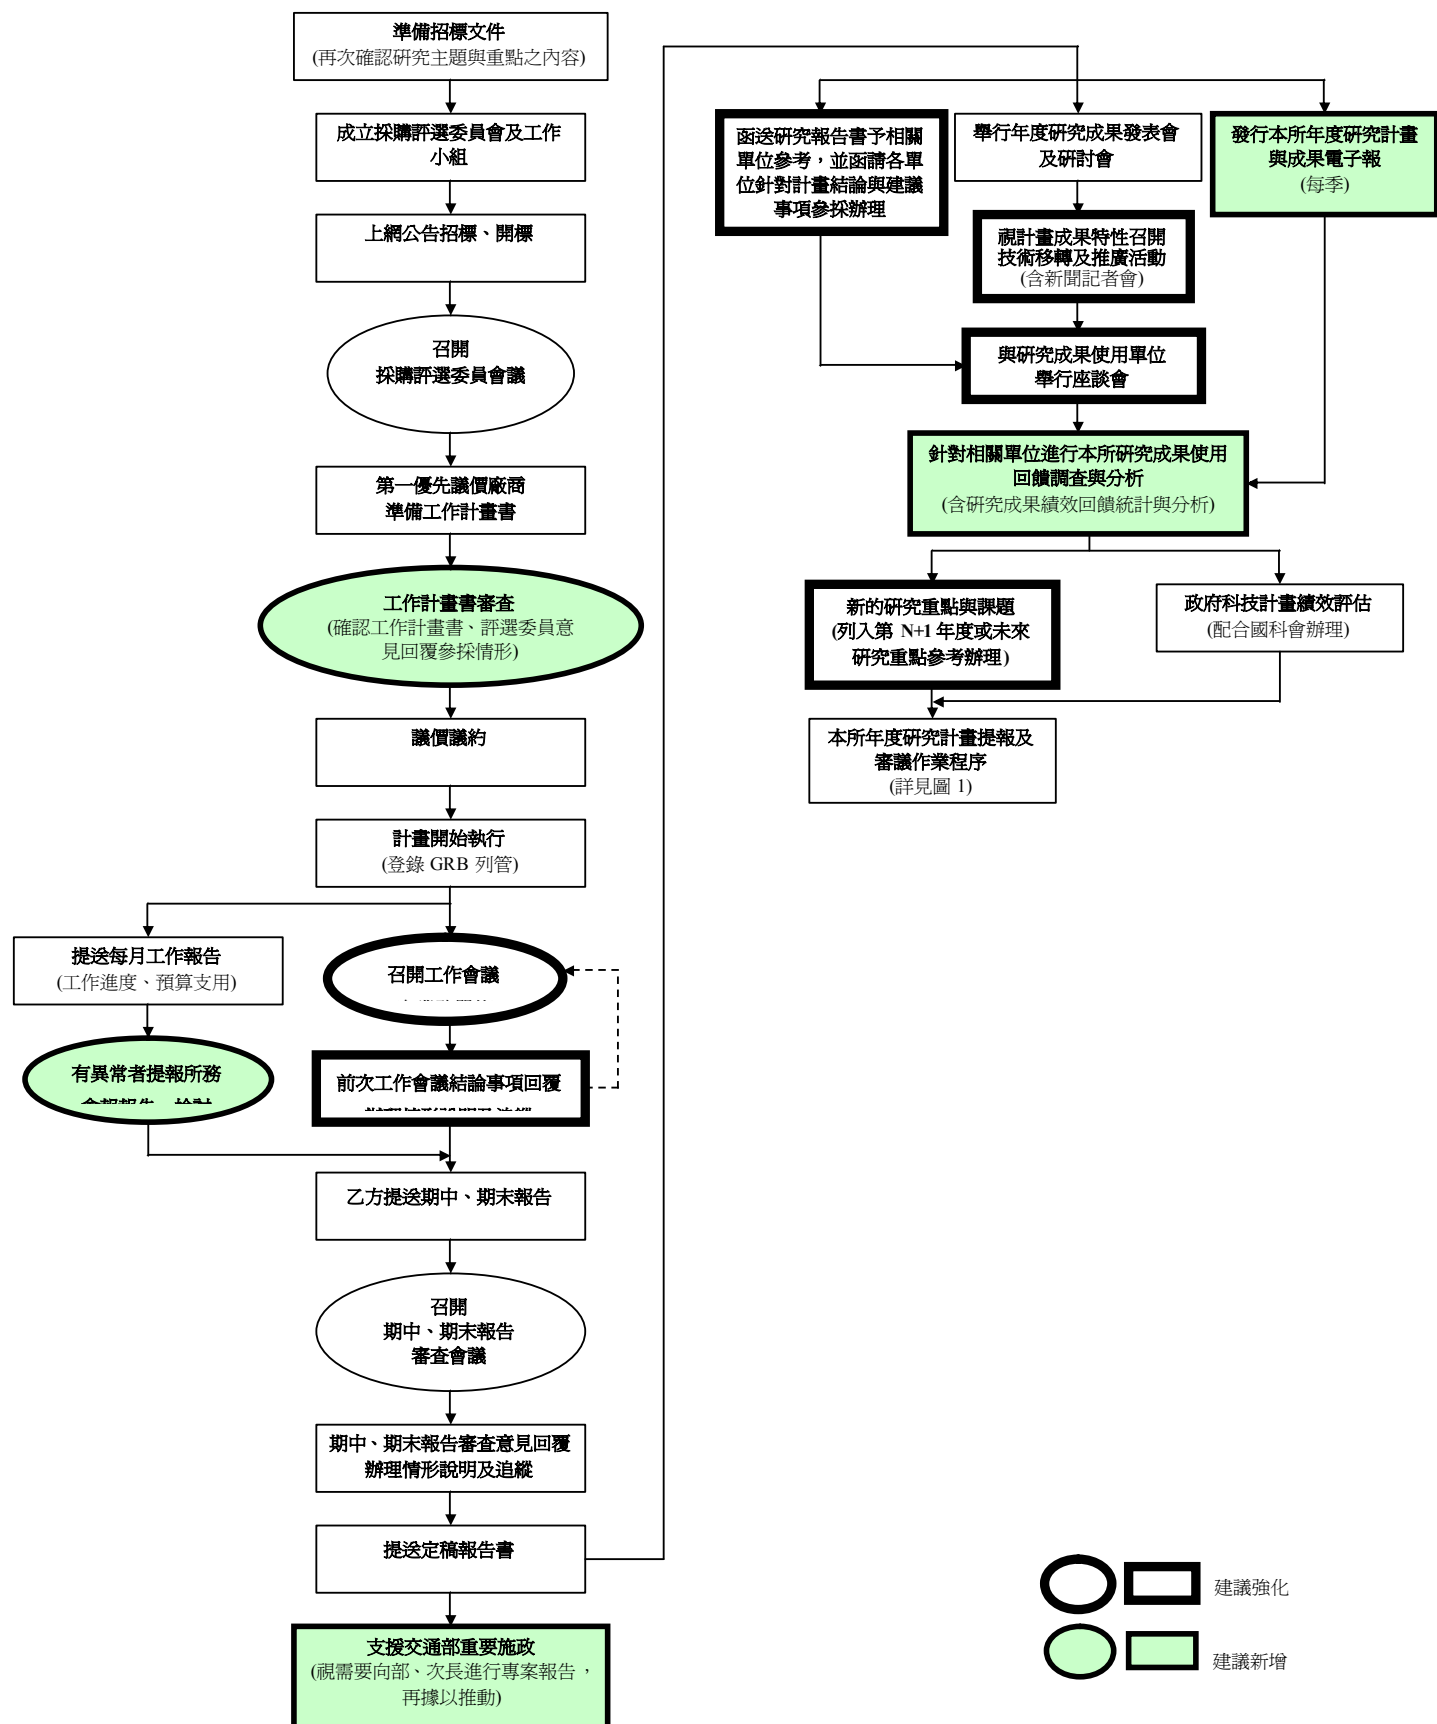 準備招標文件
(再次確認研究主題與重點之內容)
成立採購評選委員會及工作
小組
上網公告招標、開標
召開
採購評選委員會議
第一優先議價廠商
準備工作計畫書
工作計畫書審查
(確認工作計畫書、評選委員意
見回覆參採情形)
議價議約
計畫開始執行
(登錄 GRB 列管)
提送每月工作報告
(工作進度、預算支用)
有異常者提報所務
召開工作會議
前次工作會議結論事項回覆
乙方提送期中、期末報告
召開
期中、期末報告
審查會議
期中、期末報告審查意見回覆
辦理情形說明及追蹤
提送定稿報告書
支援交通部重要施政
(視需要向部、次長進行專案報告，
再據以推動)
函送研究報告書予相關
單位參考，並函請各單
位針對計畫結論與建議
事項參採辦理
舉行年度研究成果發表會
及研討會
發行本所年度研究計畫
與成果電子報
(每季)
視計畫成果特性召開
技術移轉及推廣活動
(含新聞記者會)
與研究成果使用單位
舉行座談會
針對相關單位進行本所研究成果使用
回饋調查與分析
(含研究成果績效回饋統計與分析)
新的研究重點與課題
(列入第 N+1 年度或未來
研究重點參考辦理)
政府科技計畫績效評估
(配合國科會辦理)
本所年度研究計畫提報及
審議作業程序
(詳見圖 1)
建議強化
建議新增